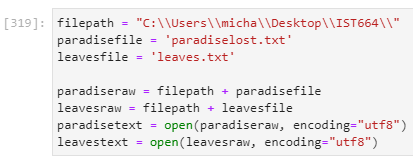 [319]: filepath = "C:\\Users\\micha\\Desktop\\IST664\\"
paradisefile = 'paradiselost.txt'
leavesfile = 'leaves.txt'
paradiseraw = filepath + paradisefile
leavesraw = filepath + leavesfile
paradisetext = open(paradiseraw, encoding="utf8")
leavestext = open(leavesraw, encoding="utf8")